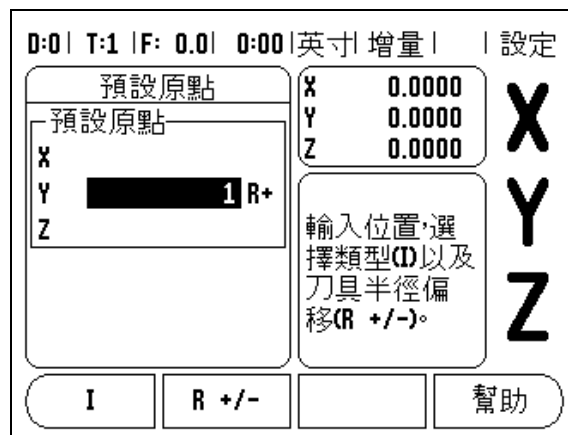 D:0 | T:1 | F: 0.0 | 0:00 | 英寸 | 增量 | | 設定
預設原點
預設原點
X
Y 1 R+
Z
X 0.0000
Y 0.0000
Z 0.0000
輸入位置,選
擇類型(I)以及
刀具半徑偏
移(R +/-)。
X
Y
Z
I R +/- 幫助